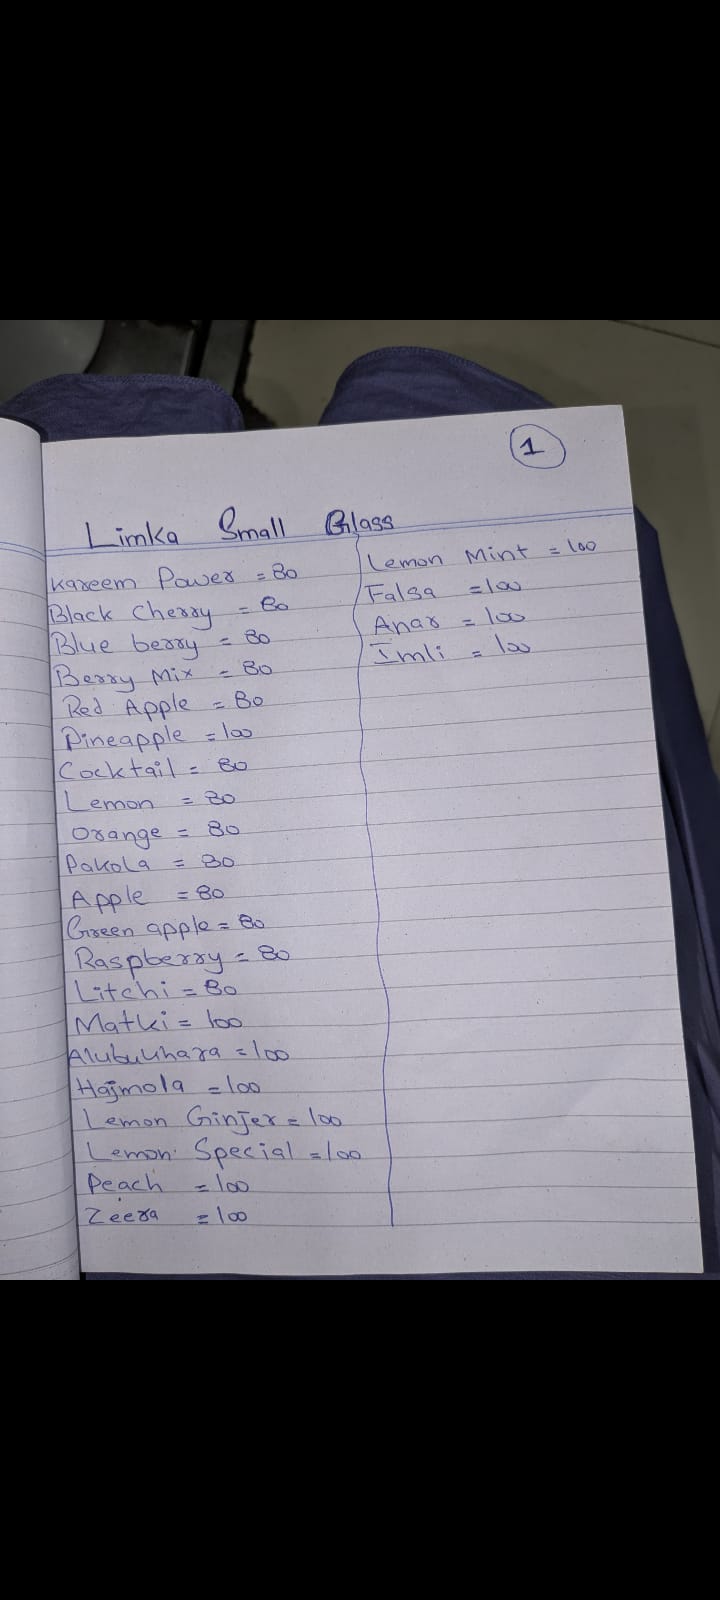 1
Limka Small Glass
Kareem Power = 80
Black Cherry = 80
Blue berry = 80
Berry Mix = 80
Red Apple = 80
Pineapple = 100
Cocktail = 80
Lemon = 80
Orange = 80
Pakola = 80
Apple = 80
Green apple = 80
Raspberry = 80
Litchi = 80
Matki = 100
Alubukhara = 100
Hajmola = 100
Lemon Ginjer = 100
Lemon Special = 100
Peach = 100
Zeera = 100
Lemon Mint = 100
Falsa = 100
Anar = 100
Imli = 100